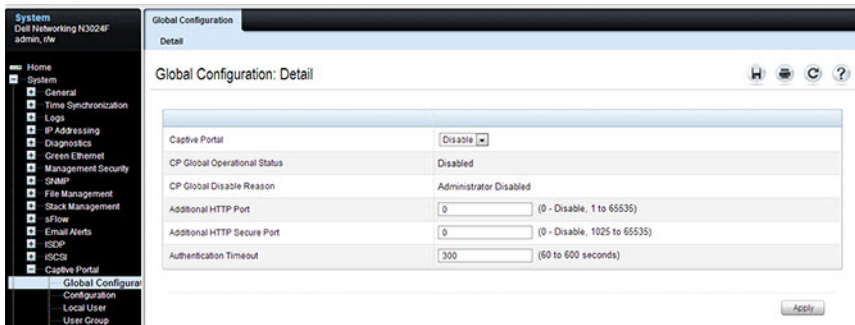 System
Dell Networking N3024F
admin, r/w
Home
System
General
Time Synchronization
Logs
IP Addressing
Diagnostics
Green Ethernet
Management Security
SNMP
File Management
Stack Management
sFlow
Email Alerts
ISDP
iSCSI
Captive Portal
Global Configurat
Configuration
Local User
User Group
Global Configuration
Detail
Global Configuration: Detail
H ? C ?
Captive Portal Disable
CP Global Operational Status Disabled
CP Global Disable Reason Administrator Disabled
Additional HTTP Port 0 (0 - Disable, 1 to 65535)
Additional HTTP Secure Port 0 (0 - Disable, 1025 to 65535)
Authentication Timeout 300 (60 to 600 seconds)
Apply